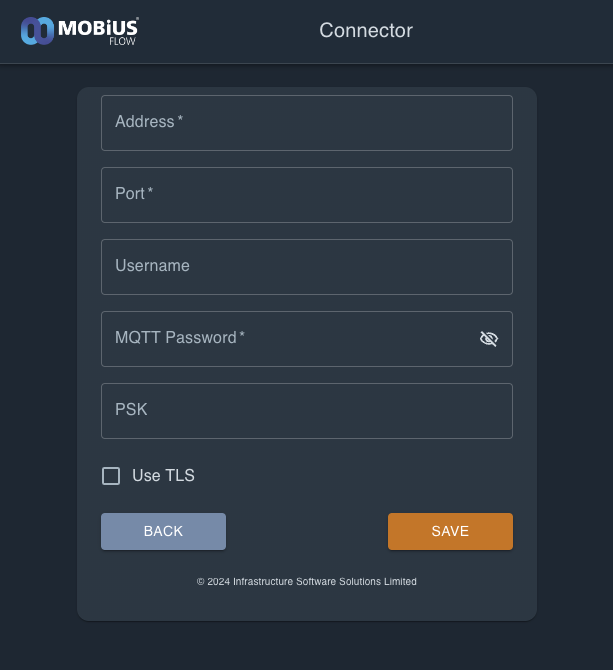 MOBiUS
FLOW
Connector
Address *
Port *
Username
MQTT Password *
PSK
Use TLS
BACK
SAVE
© 2024 Infrastructure Software Solutions Limited